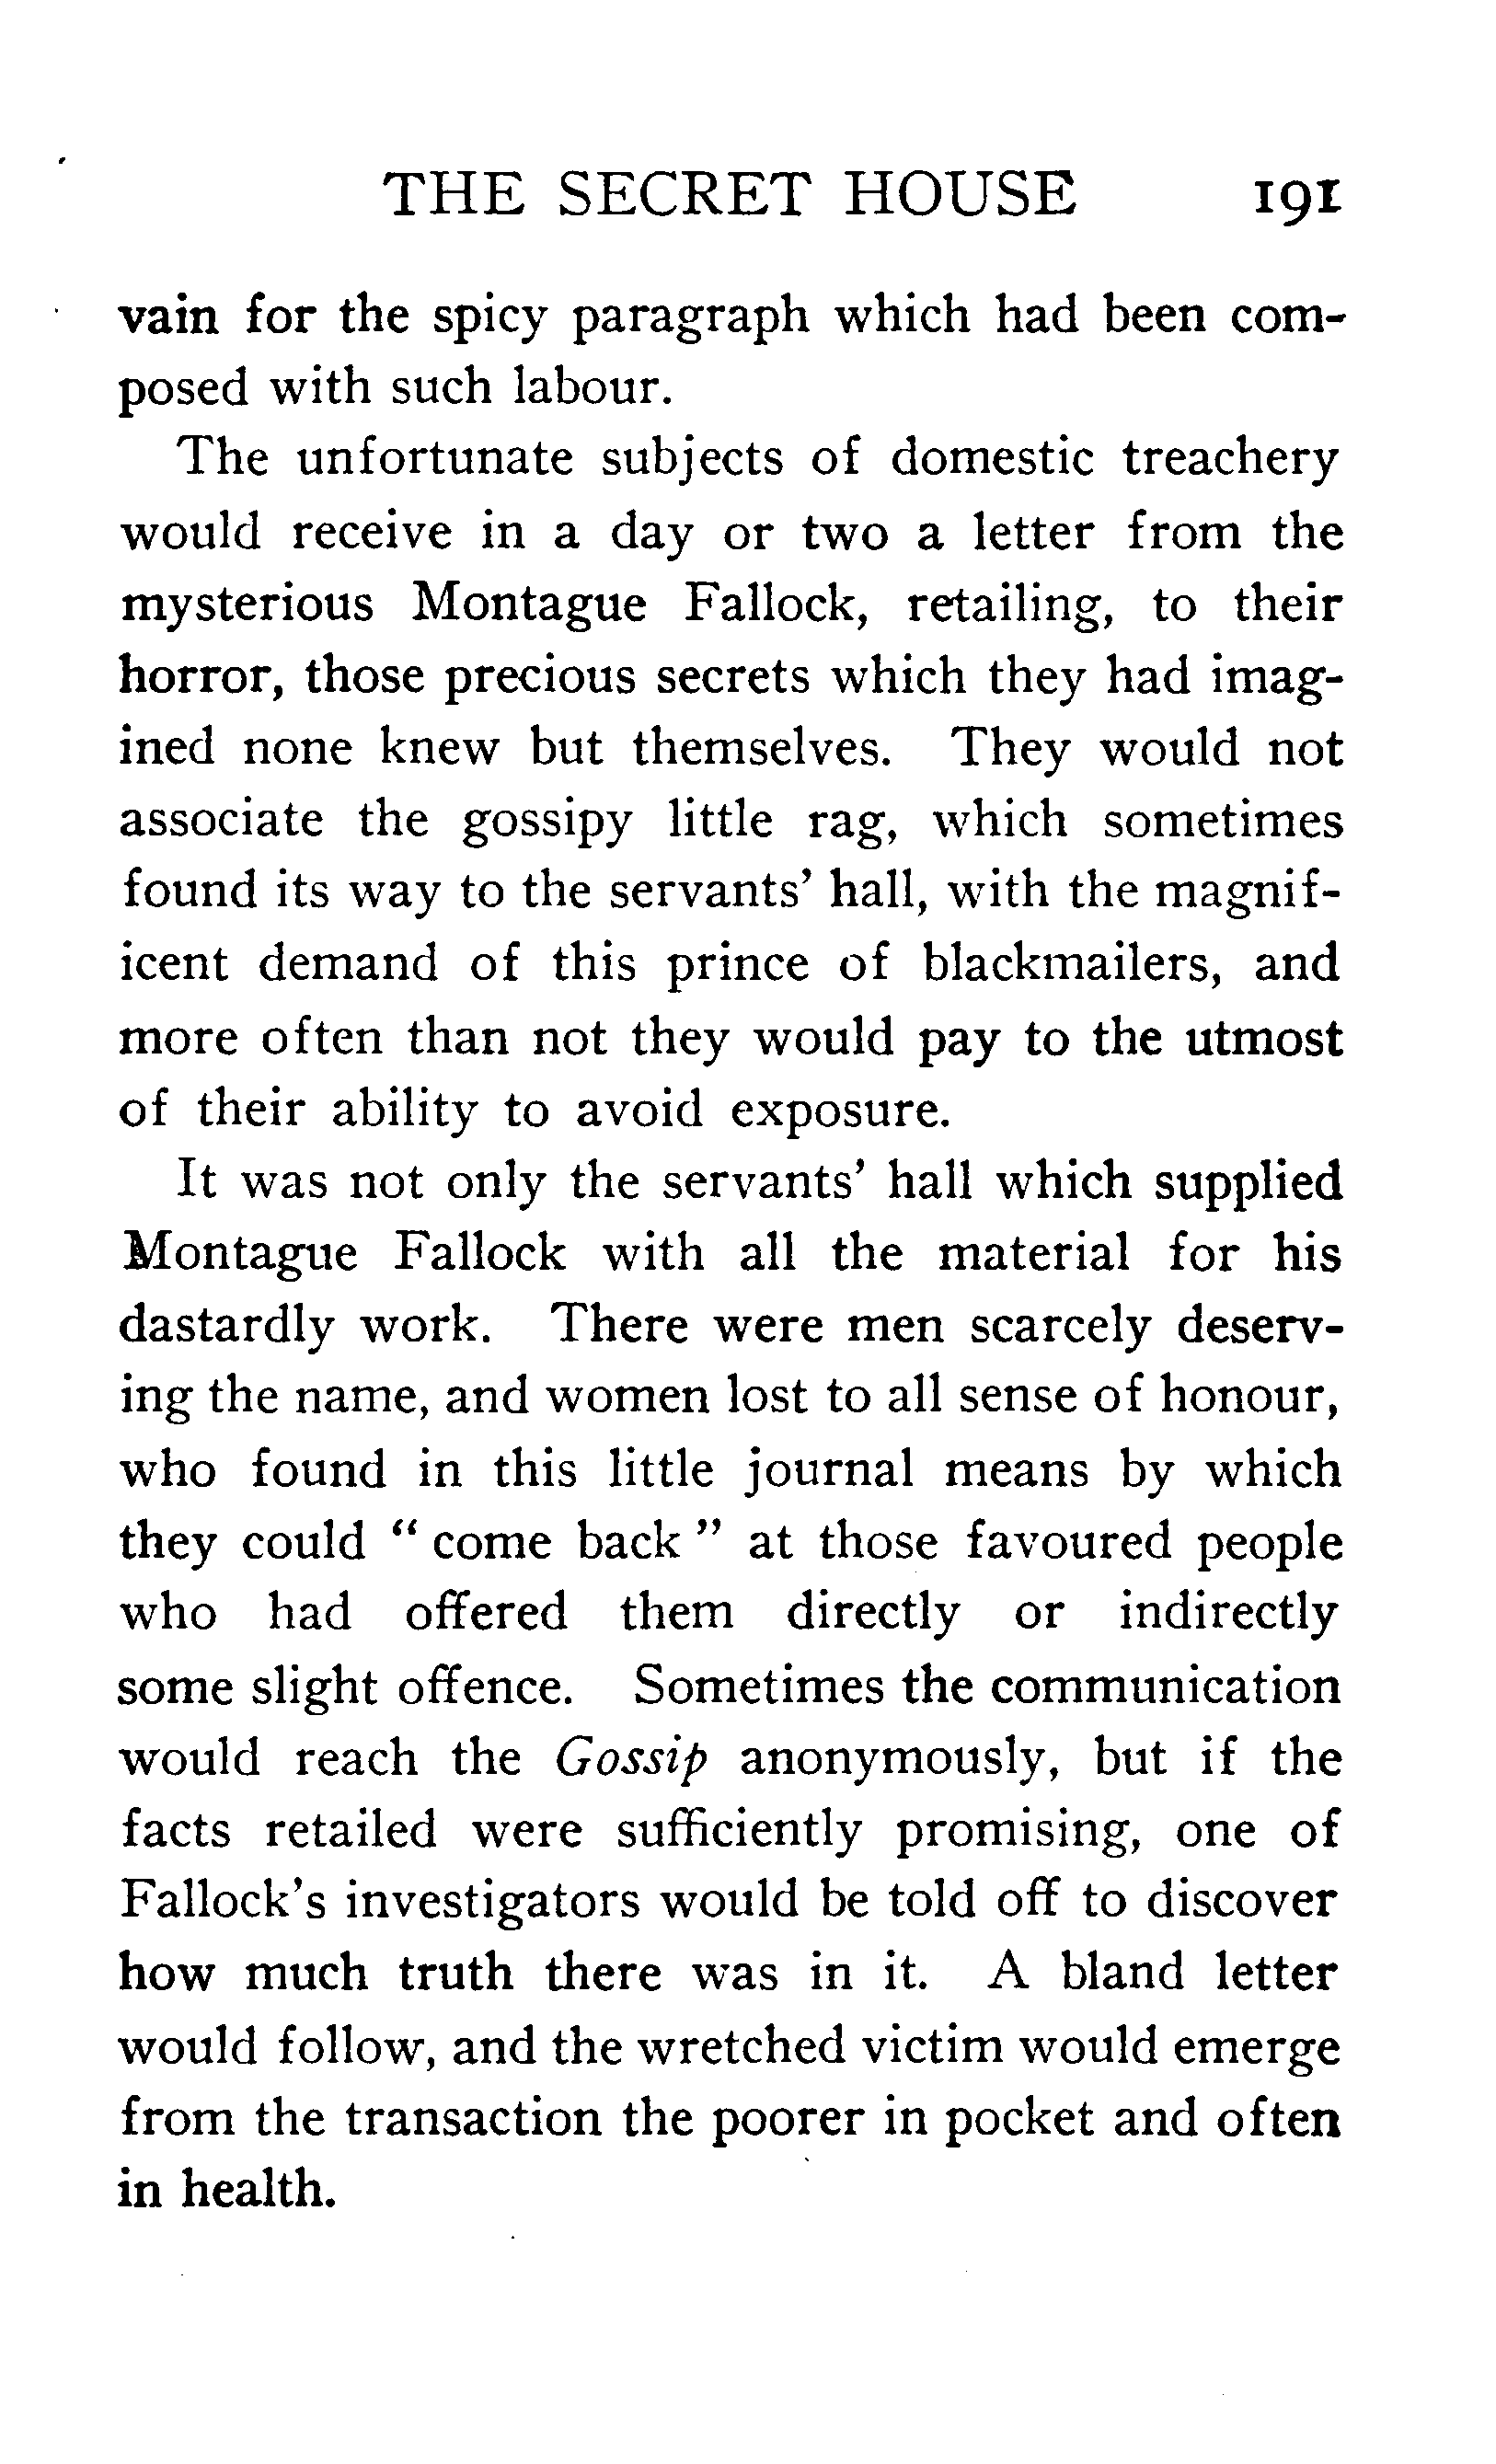 THE SECRET HOUSE 191
vain for the spicy paragraph which had been com-
posed with such labour.
The unfortunate subjects of domestic treachery
would receive in a day or two a letter from the
mysterious Montague Fallock, retailing, to their
horror, those precious secrets which they had imag-
ined none knew but themselves. They would not
associate the gossipy little rag, which sometimes
found its way to the servants' hall, with the magnif-
icent demand of this prince of blackmailers, and
more often than not they would pay to the utmost
of their ability to avoid exposure.
It was not only the servants' hall which supplied
Montague Fallock with all the material for his
dastardly work. There were men scarcely deserv-
ing the name, and women lost to all sense of honour,
who found in this little journal means by which
they could “ come back ” at those favoured people
who had offered them directly or indirectly
some slight offence. Sometimes the communication
would reach the Gossip anonymously, but if the
facts retailed were sufficiently promising, one of
Fallock's investigators would be told off to discover
how much truth there was in it. A bland letter
would follow, and the wretched victim would emerge
from the transaction the poorer in pocket and often
in health.